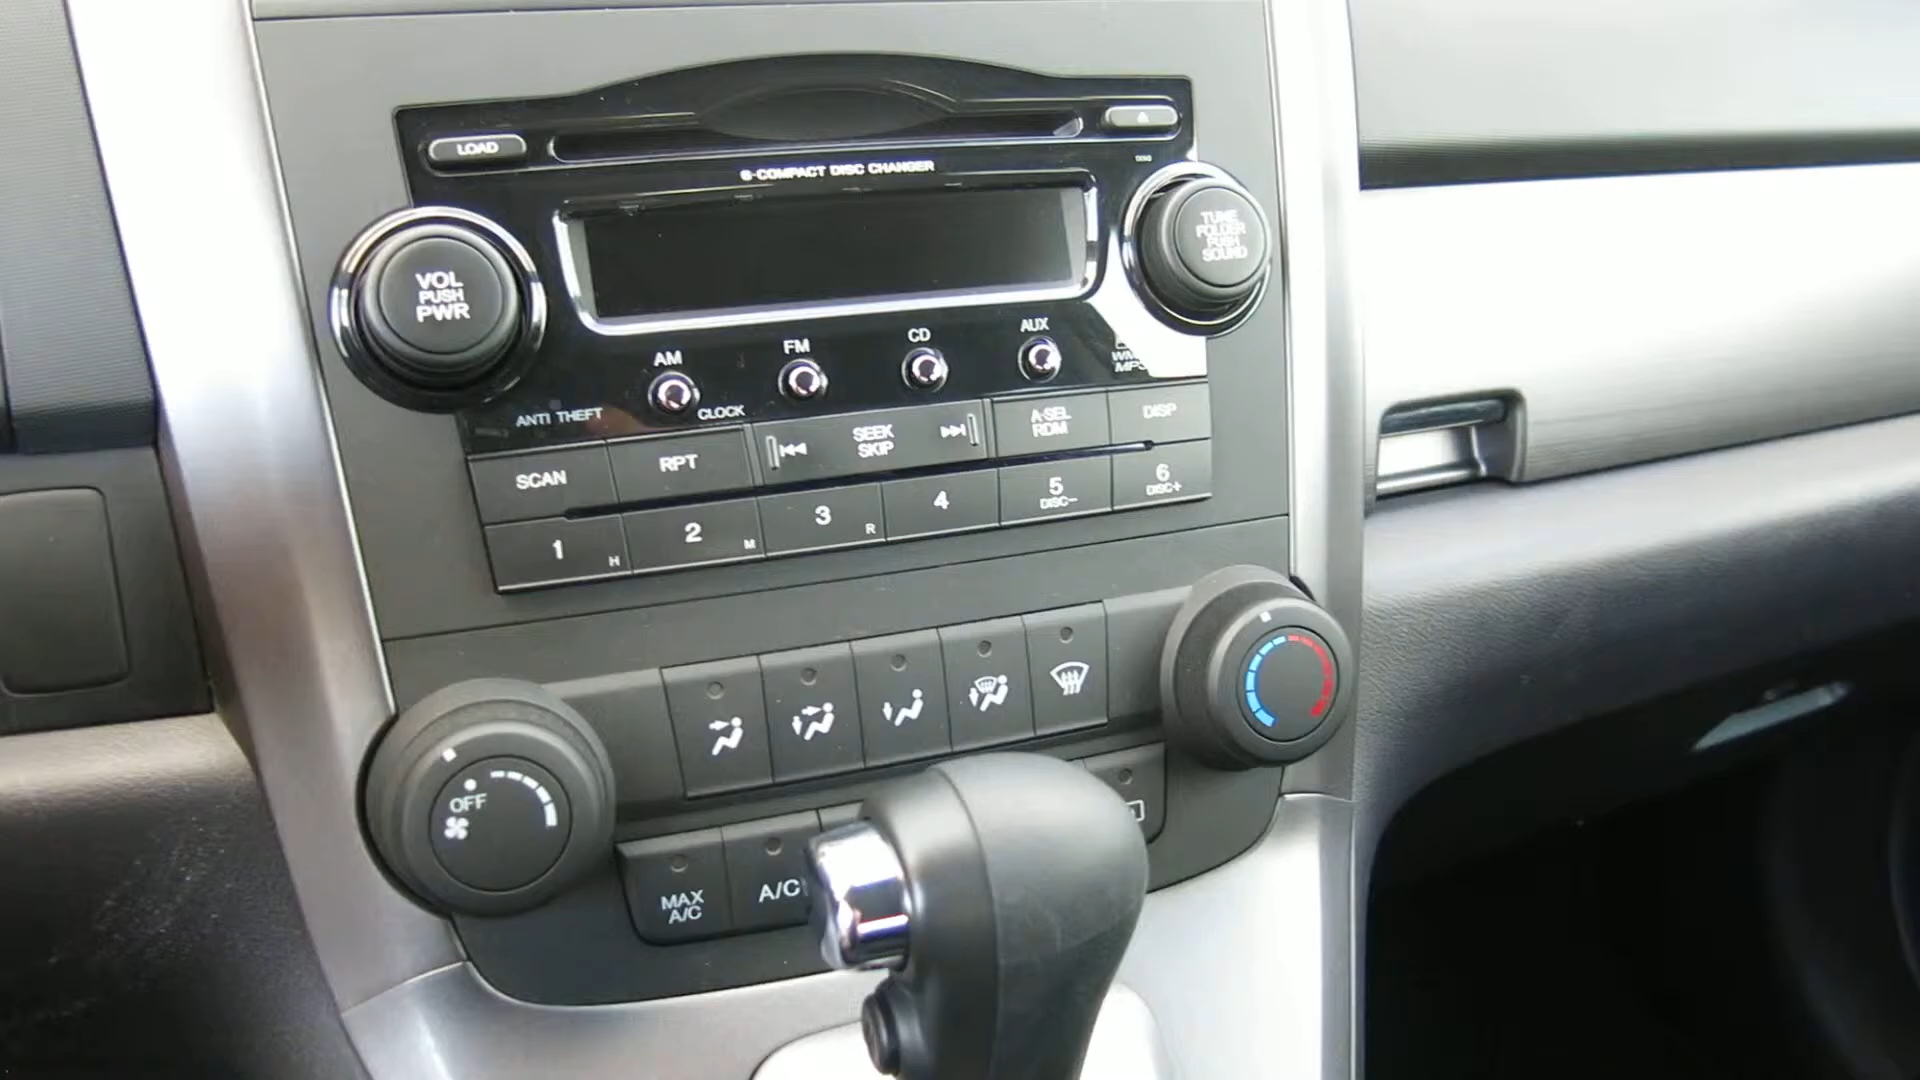 LOAD
6-COMPACT DISC CHANGER
VOL
PUSH
PWR
TUNE
FOLDER
PUSH
SOUND
AM
FM
CD
AUX
ANTI THEFT
CLOCK
SCAN
RPT
SEEK
SKIP
A·SEL
RDM
DISP
1 H
2 M
3 R
4
5
DISC−
6
DISC+
OFF
MAX
A/C
A/C